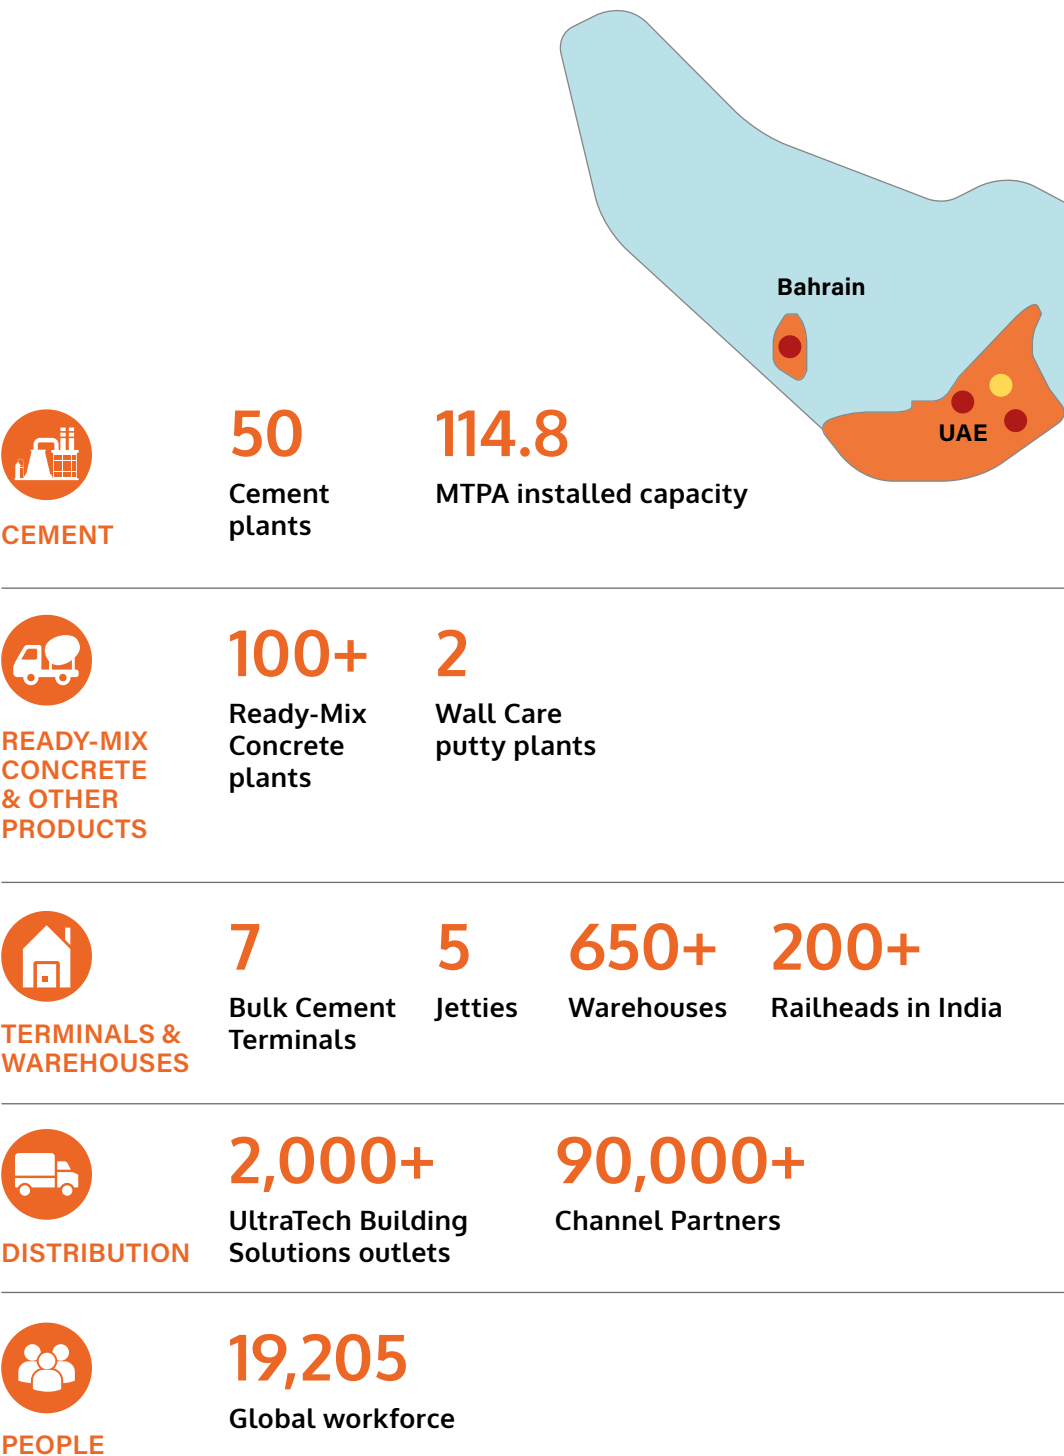 Bahrain
UAE
CEMENT
50
Cement
plants
114.8
MTPA installed capacity
READY-MIX
CONCRETE
& OTHER
PRODUCTS
100+
Ready-Mix
Concrete
plants
2
Wall Care
putty plants
TERMINALS &
WAREHOUSES
7
Bulk Cement
Terminals
5
Jetties
650+
Warehouses
200+
Railheads in India
DISTRIBUTION
2,000+
UltraTech Building
Solutions outlets
90,000+
Channel Partners
PEOPLE
19,205
Global workforce